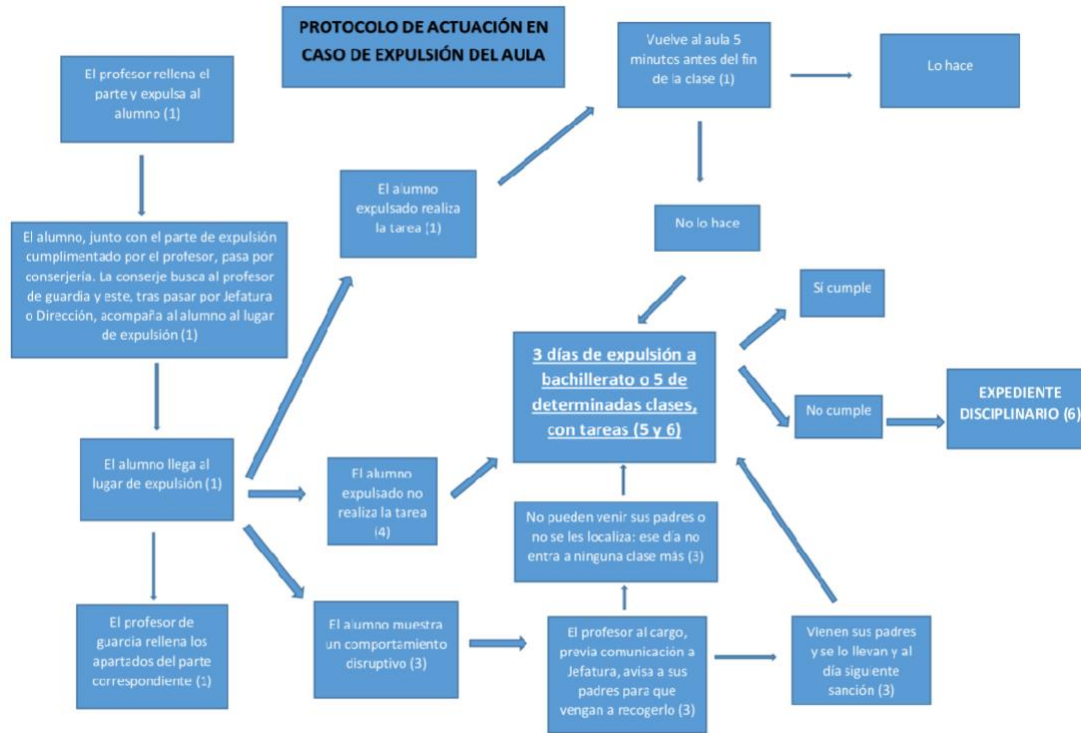 PROTOCOLO DE ACTUACIÓN EN
CASO DE EXPULSIÓN DEL AULA
El profesor rellena el
parte y expulsa al
alumno (1)
El alumno, junto con el parte de expulsión
cumplimentado por el profesor, pasa por
conserjería. La conserje busca al profesor
de guardia y este, tras pasar por Jefatura
o Dirección, acompaña al alumno al lugar
de expulsión (1)
El alumno llega al
lugar de expulsión (1)
El profesor de
guardia rellena los
apartados del parte
correspondiente (1)
El alumno
expulsado realiza
la tarea (1)
Vuelve al aula 5
minutos antes del fin
de la clase (1)
Lo hace
No lo hace
El alumno
expulsado no
realiza la tarea
(4)
El alumno muestra
un comportamiento
disruptivo (3)
El profesor al cargo,
previa comunicación a
Jefatura, avisa a sus
padres para que
vengan a recogerlo (3)
No pueden venir sus padres o
no se les localiza: ese día no
entra a ninguna clase más (3)
Vienen sus padres
y se lo llevan y al
día siguiente
sanción (3)
3 días de expulsión a
bachillerato o 5 de
determinadas clases,
con tareas (5 y 6)
Sí cumple
No cumple
EXPEDIENTE
DISCIPLINARIO (6)